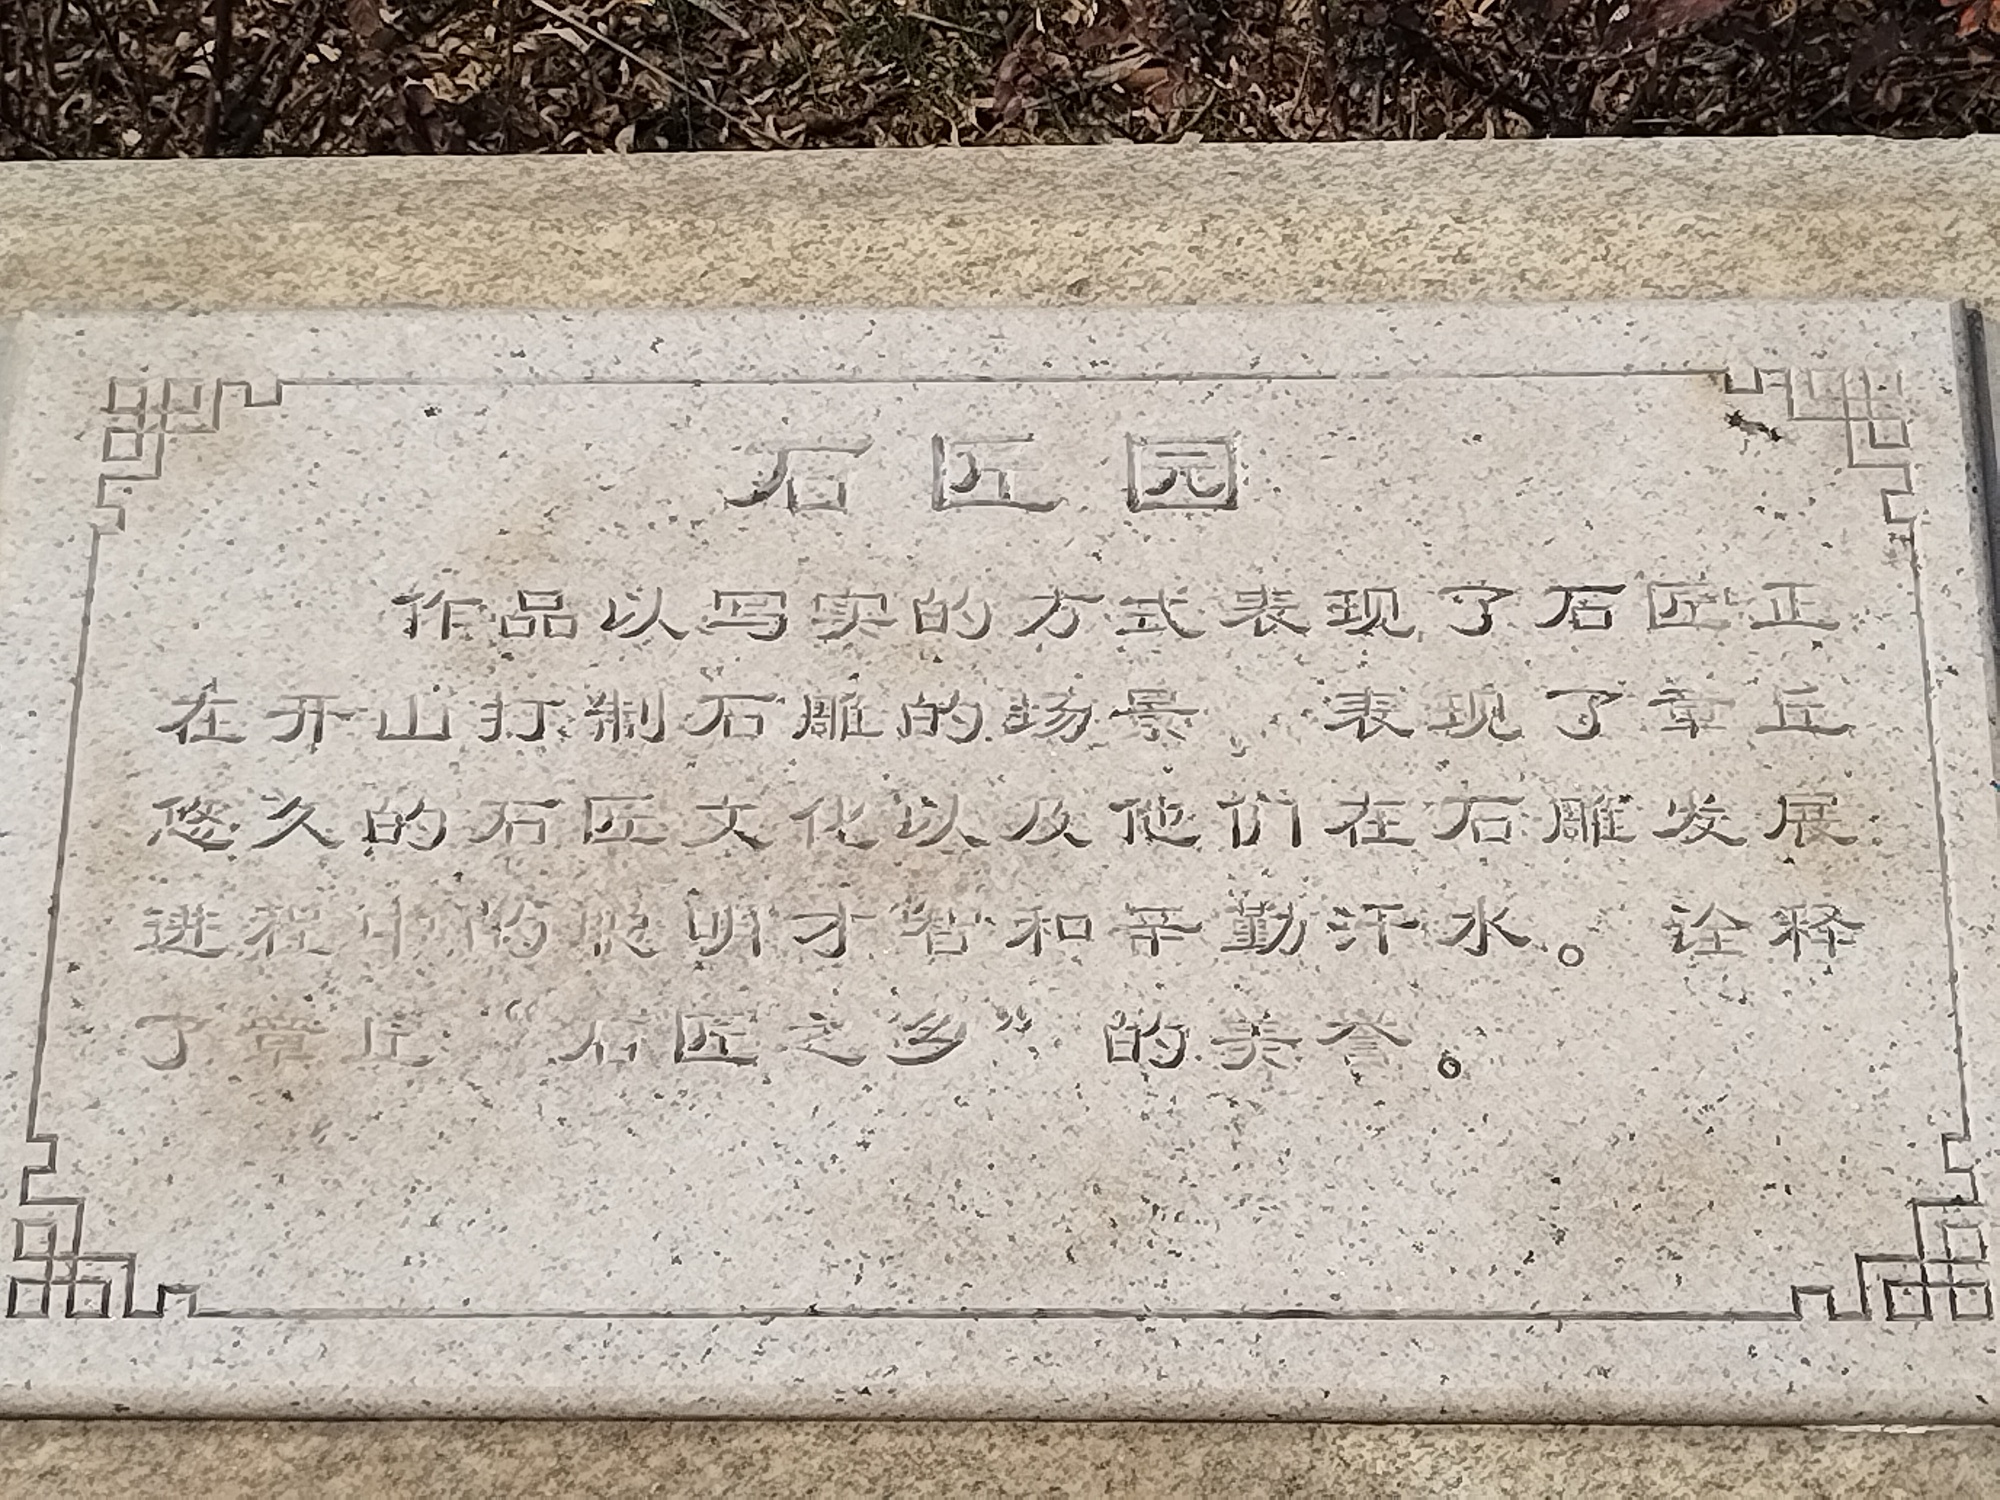 石匠园
作品以写实的方式表现了石匠正
在开山打制石雕的场景，表现了章丘
悠久的石匠文化以及他们在石雕发展
进程中的聪明才智和辛勤汗水。诠释
了章丘“石匠之乡”的美誉。